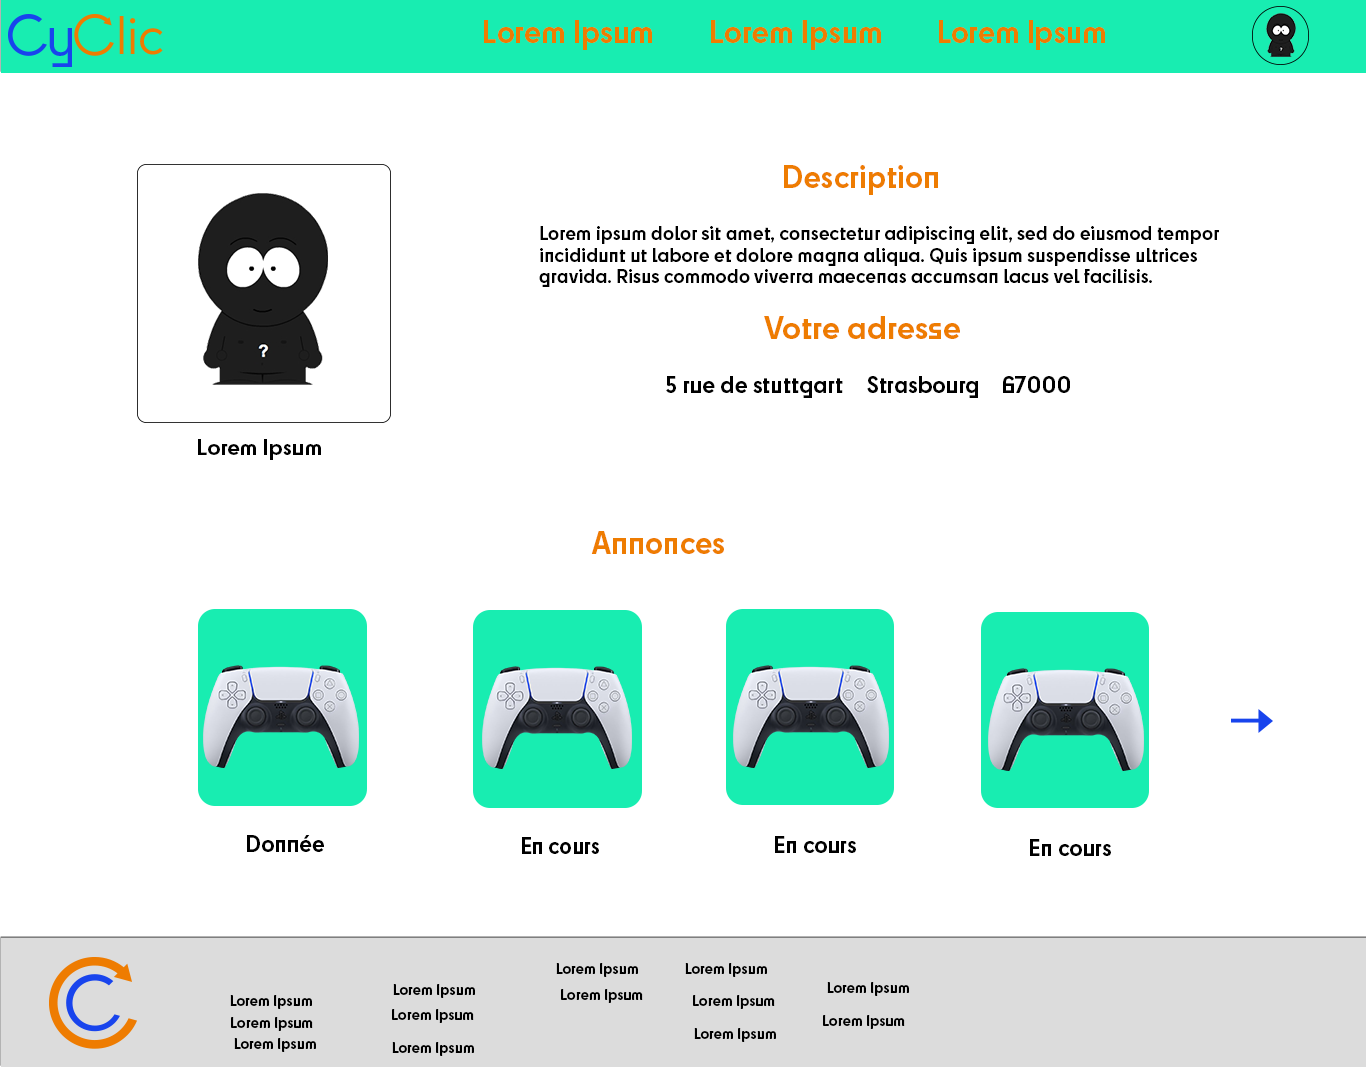 CyClic
Lorem Ipsum
Lorem Ipsum
Lorem Ipsum
Description
Lorem ipsum dolor sit amet, consectetur adipiscing elit, sed do eiusmod tempor
incididunt ut labore et dolore magna aliqua. Quis ipsum suspendisse ultrices
gravida. Risus commodo viverra maecenas accumsan lacus vel facilisis.
Votre adresse
5 rue de stuttgart Strasbourg 67000
?
Lorem Ipsum
Annonces
Donnée
En cours
En cours
En cours
Lorem Ipsum
Lorem Ipsum
Lorem Ipsum
Lorem Ipsum
Lorem Ipsum
Lorem Ipsum
Lorem Ipsum
Lorem Ipsum
Lorem Ipsum
Lorem Ipsum
Lorem Ipsum
Lorem Ipsum
Lorem Ipsum